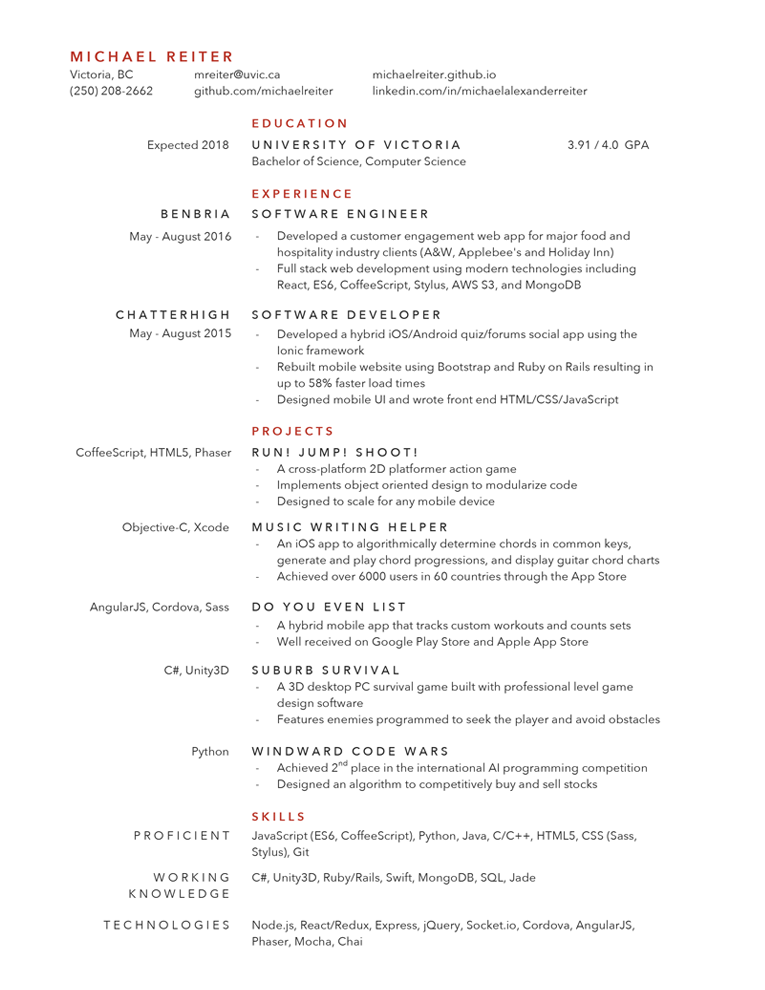 MICHAEL REITER
Victoria, BC mreiter@uvic.ca michaelreiter.github.io
(250) 208-2662 github.com/michaelreiter linkedin.com/in/michaelalexanderreiter
EDUCATION
Expected 2018 UNIVERSITY OF VICTORIA 3.91 / 4.0 GPA
Bachelor of Science, Computer Science
EXPERIENCE
BENBRIA SOFTWARE ENGINEER
May - August 2016 - Developed a customer engagement web app for major food and
hospitality industry clients (A&W, Applebee's and Holiday Inn)
- Full stack web development using modern technologies including
React, ES6, CoffeeScript, Stylus, AWS S3, and MongoDB
CHATTERHIGH SOFTWARE DEVELOPER
May - August 2015 - Developed a hybrid iOS/Android quiz/forums social app using the
Ionic framework
- Rebuilt mobile website using Bootstrap and Ruby on Rails resulting in
up to 58% faster load times
- Designed mobile UI and wrote front end HTML/CSS/JavaScript
PROJECTS
CoffeeScript, HTML5, Phaser RUN! JUMP! SHOOT!
- A cross-platform 2D platformer action game
- Implements object oriented design to modularize code
- Designed to scale for any mobile device
Objective-C, Xcode MUSIC WRITING HELPER
- An iOS app to algorithmically determine chords in common keys,
generate and play chord progressions, and display guitar chord charts
- Achieved over 6000 users in 60 countries through the App Store
AngularJS, Cordova, Sass DO YOU EVEN LIST
- A hybrid mobile app that tracks custom workouts and counts sets
- Well received on Google Play Store and Apple App Store
C#, Unity3D SUBURB SURVIVAL
- A 3D desktop PC survival game built with professional level game
design software
- Features enemies programmed to seek the player and avoid obstacles
Python WINDWARD CODE WARS
- Achieved 2nd place in the international AI programming competition
- Designed an algorithm to competitively buy and sell stocks
SKILLS
PROFICIENT JavaScript (ES6, CoffeeScript), Python, Java, C/C++, HTML5, CSS (Sass,
Stylus), Git
WORKING C#, Unity3D, Ruby/Rails, Swift, MongoDB, SQL, Jade
KNOWLEDGE
TECHNOLOGIES Node.js, React/Redux, Express, jQuery, Socket.io, Cordova, AngularJS,
Phaser, Mocha, Chai